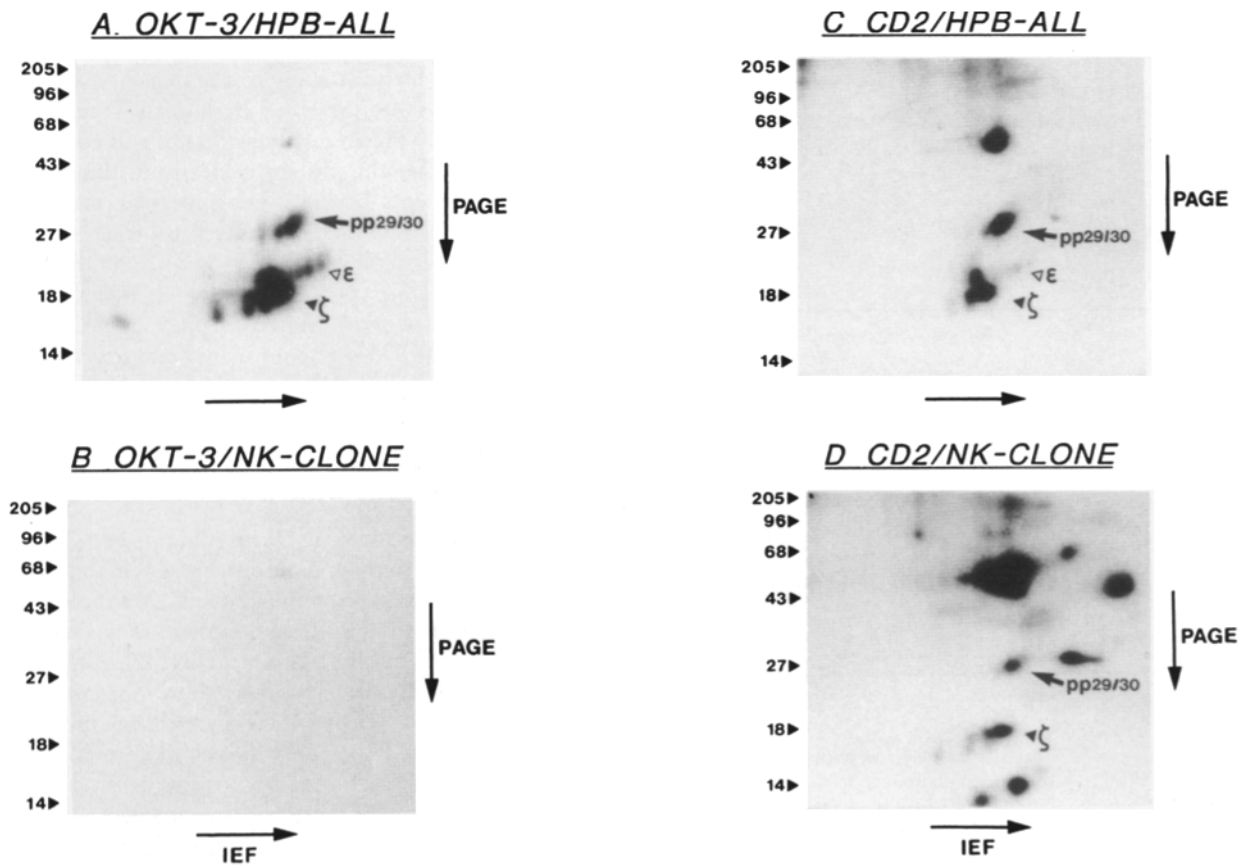 A. OKT-3/HPB-ALL
205
96
68
43
27
18
14
pp29/30
ε
ζ
PAGE
C CD2/HPB-ALL
205
96
68
43
27
18
14
pp29/30
ε
ζ
PAGE
B OKT-3/NK-CLONE
205
96
68
43
27
18
14
PAGE
IEF
D CD2/NK-CLONE
205
96
68
43
27
18
14
pp29/30
ζ
PAGE
IEF